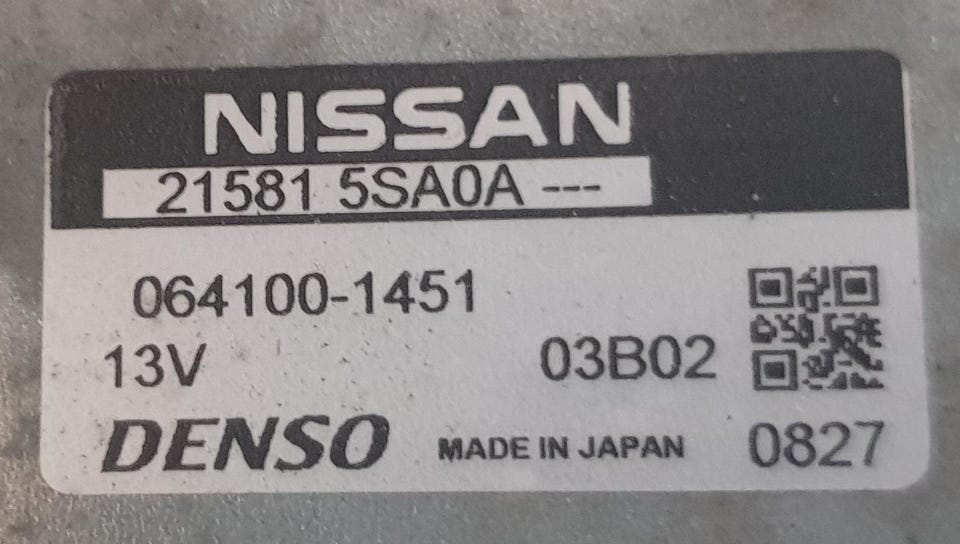 NISSAN
21581 5SA0A ---
064100-1451
13V 03B02
DENSO MADE IN JAPAN 0827